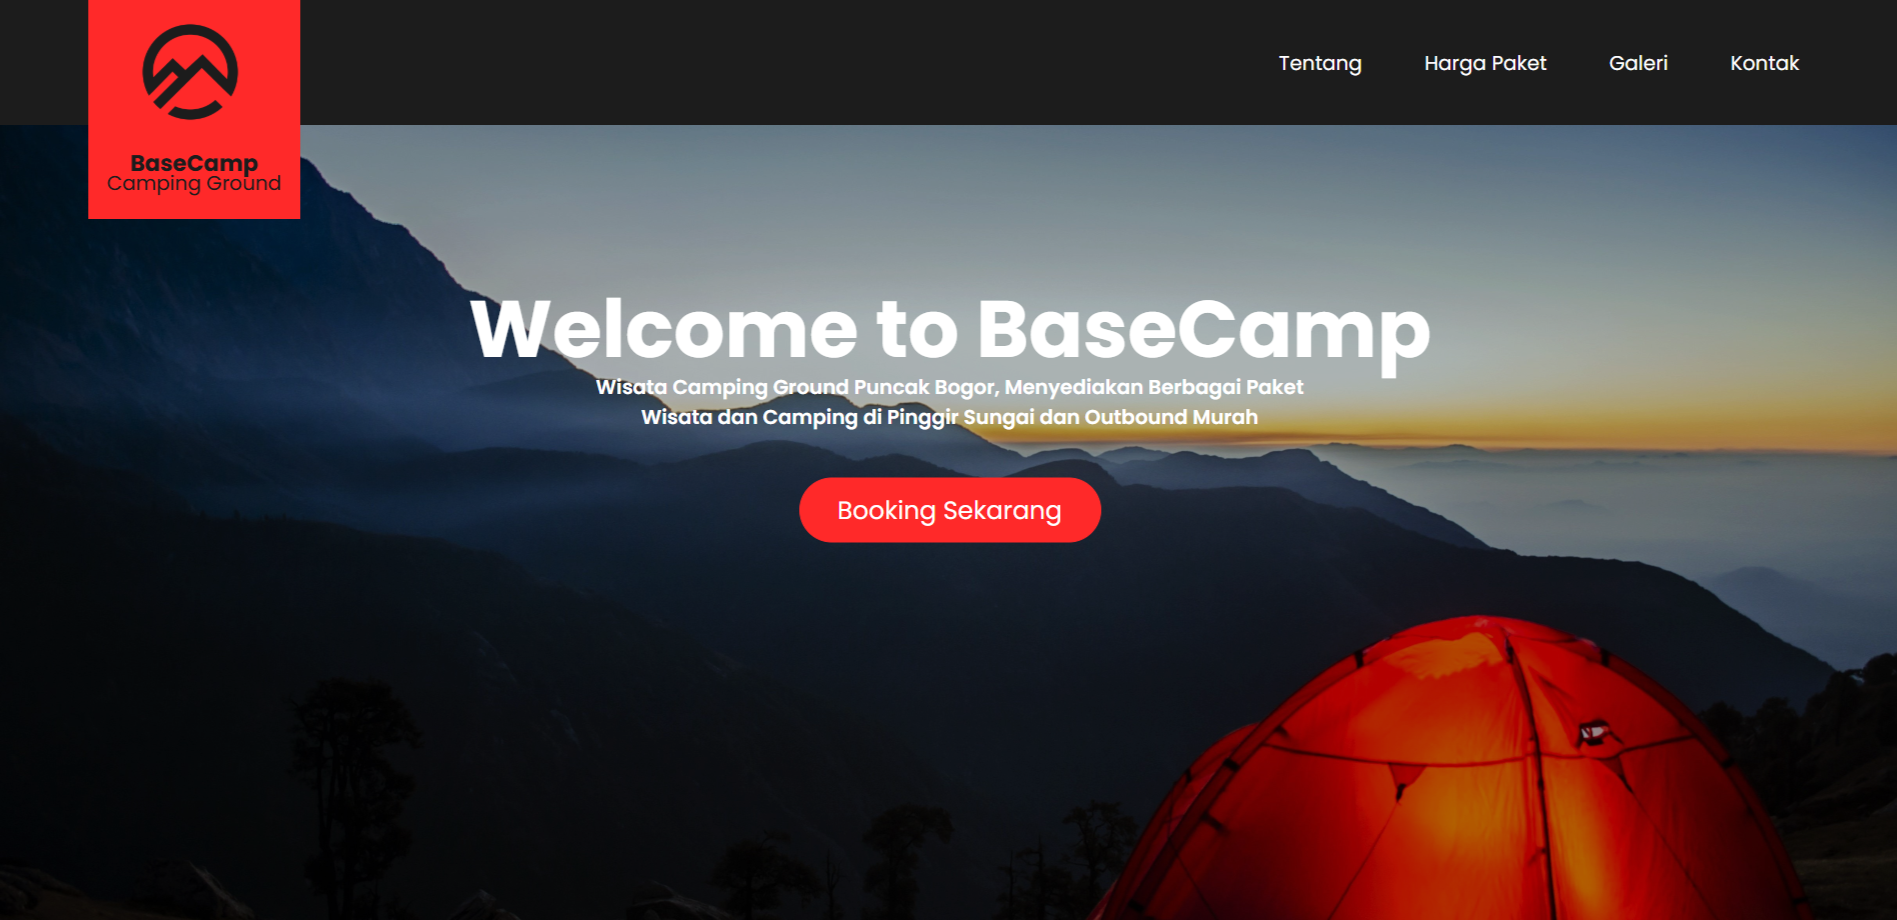 BaseCamp
Camping Ground
Tentang
Harga Paket
Galeri
Kontak
Welcome to BaseCamp
Wisata Camping Ground Puncak Bogor, Menyediakan Berbagai Paket
Wisata dan Camping di Pinggir Sungai dan Outbound Murah
Booking Sekarang